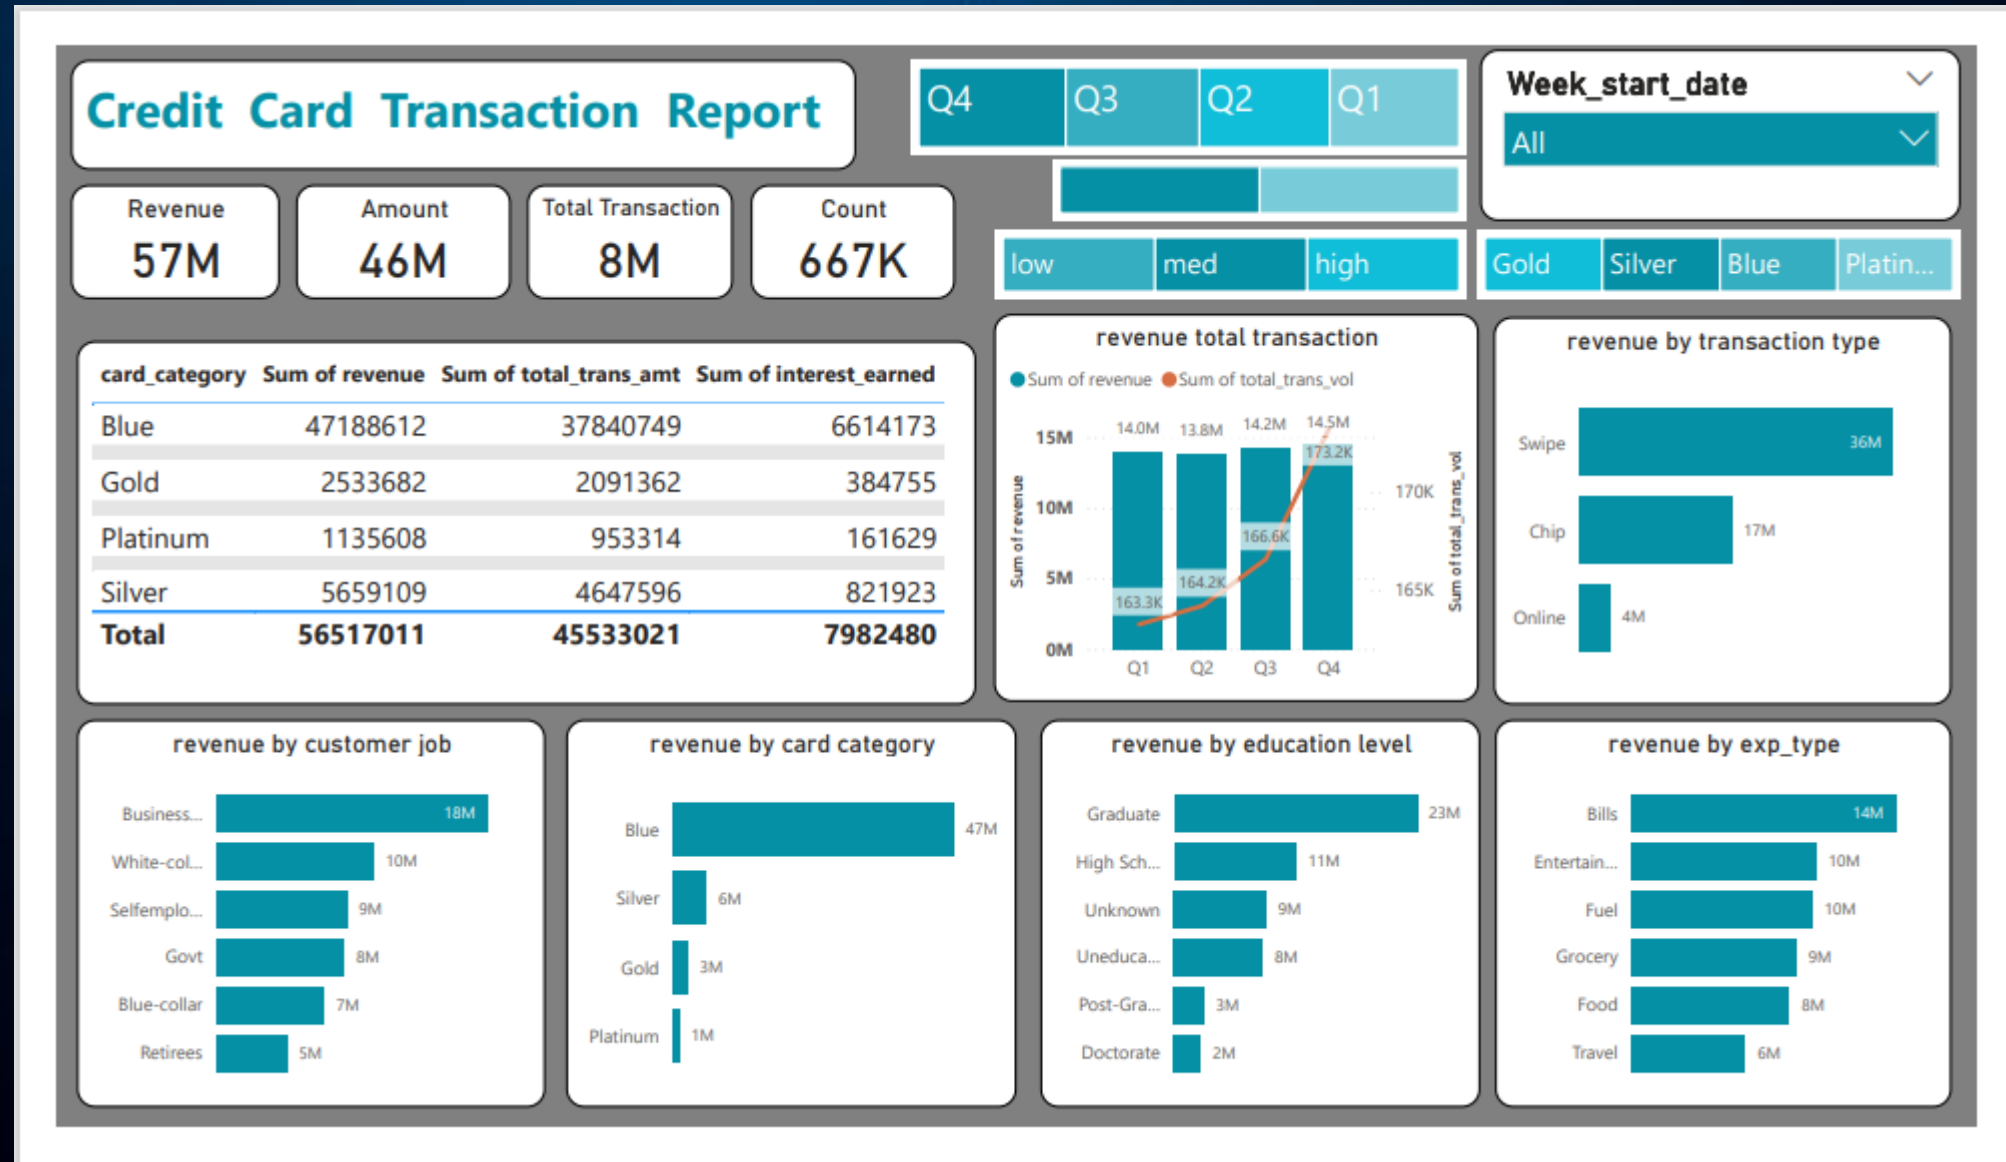 Credit Card Transaction Report
Q4 Q3 Q2 Q1
Week_start_date
All
Revenue
57M
Amount
46M
Total Transaction
8M
Count
667K
low med high
Gold Silver Blue Platin...
card_category Sum of revenue Sum of total_trans_amt Sum of interest_earned
Blue 47188612 37840749 6614173
Gold 2533682 2091362 384755
Platinum 1135608 953314 161629
Silver 5659109 4647596 821923
Total 56517011 45533021 7982480
revenue total transaction
Sum of revenue Sum of total_trans_vol
Sum of revenue
15M
10M
5M
0M
14.0M 13.8M 14.2M 14.5M
163.3K 164.2K 166.6K 173.2K
Q1 Q2 Q3 Q4
170K
165K
Sum of total_trans_vol
revenue by transaction type
Swipe 36M
Chip 17M
Online 4M
revenue by customer job
Business... 18M
White-col... 10M
Selfemplo... 9M
Govt 8M
Blue-collar 7M
Retirees 5M
revenue by card category
Blue 47M
Silver 6M
Gold 3M
Platinum 1M
revenue by education level
Graduate 23M
High Sch... 11M
Unknown 9M
Uneduca... 8M
Post-Gra... 3M
Doctorate 2M
revenue by exp_type
Bills 14M
Entertain... 10M
Fuel 10M
Grocery 9M
Food 8M
Travel 6M